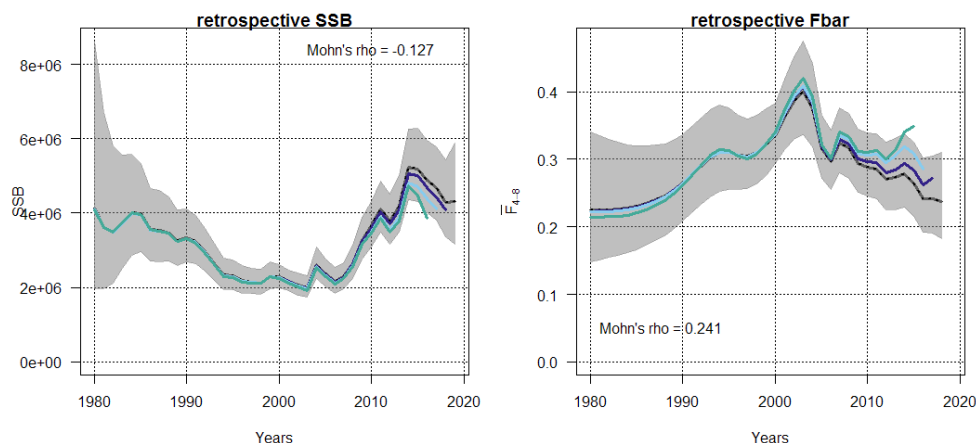 retrospective SSB
Mohn's rho = -0.127
8e+06
6e+06
4e+06
2e+06
0e+00
SSB
1980 1990 2000 2010 2020
Years
retrospective Fbar
0.4
0.3
0.2
0.1
0.0
F̅4-8
Mohn's rho = 0.241
1980 1990 2000 2010 2020
Years